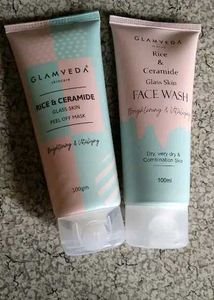 GLAMVEDA
skincare
RICE & CERAMIDE
GLASS SKIN
PEEL OFF MASK
Brightening & Vitalizing
100gm
GLAMVEDA
Rice
&
Ceramide
Glass Skin
FACE WASH
Brightening & Vitalizing
Dry, very dry &
Combination Skin
100ml